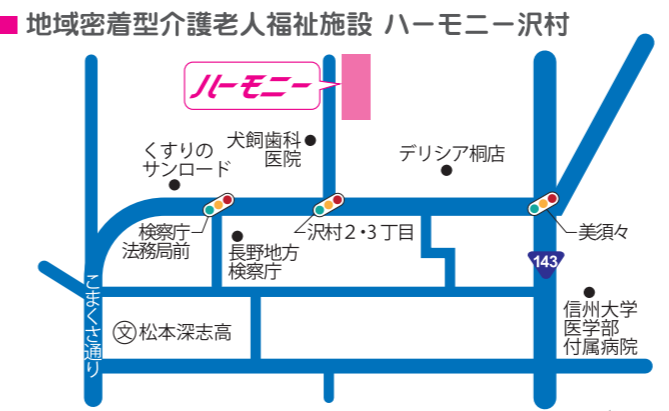 地域密着型介護老人福祉施設 ハーモニー沢村
ハーモニー
犬飼歯科
医院
くすりの
サンロード
デリシア桐店
検察庁
法務局前
沢村2・3丁目
美須々
長野地方
検察庁
143
こまくさ通り
文
松本深志高
信州大学
医学部
付属病院